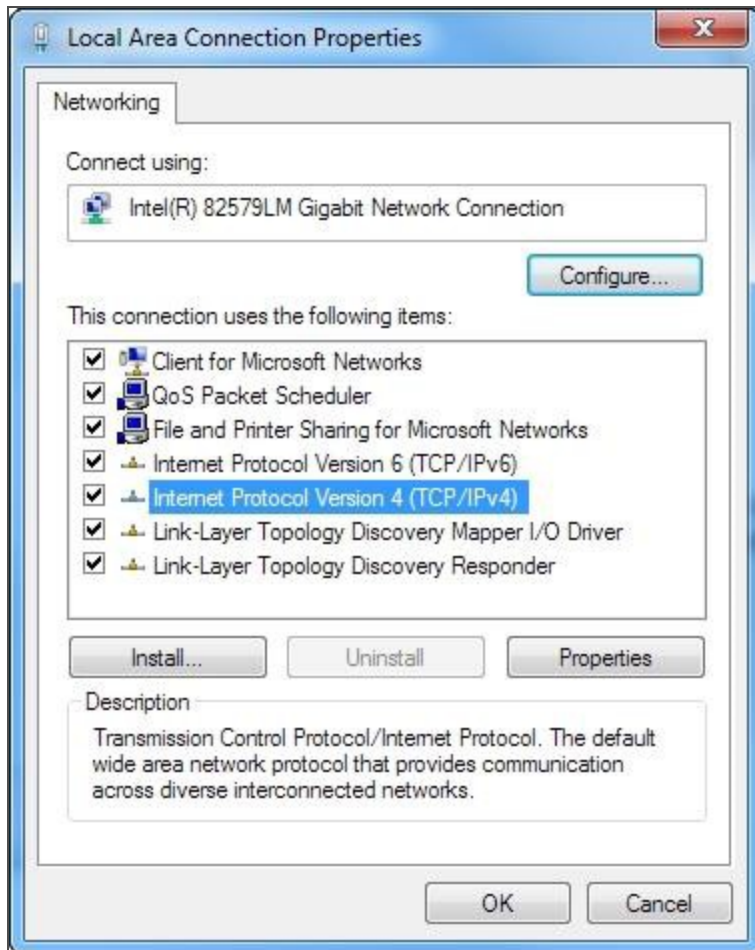 Local Area Connection Properties
Networking
Connect using:
Intel(R) 82579LM Gigabit Network Connection
Configure...
This connection uses the following items:
Client for Microsoft Networks
QoS Packet Scheduler
File and Printer Sharing for Microsoft Networks
Internet Protocol Version 6 (TCP/IPv6)
Internet Protocol Version 4 (TCP/IPv4)
Link-Layer Topology Discovery Mapper I/O Driver
Link-Layer Topology Discovery Responder
Install... Uninstall Properties
Description
Transmission Control Protocol/Internet Protocol. The default
wide area network protocol that provides communication
across diverse interconnected networks.
OK Cancel